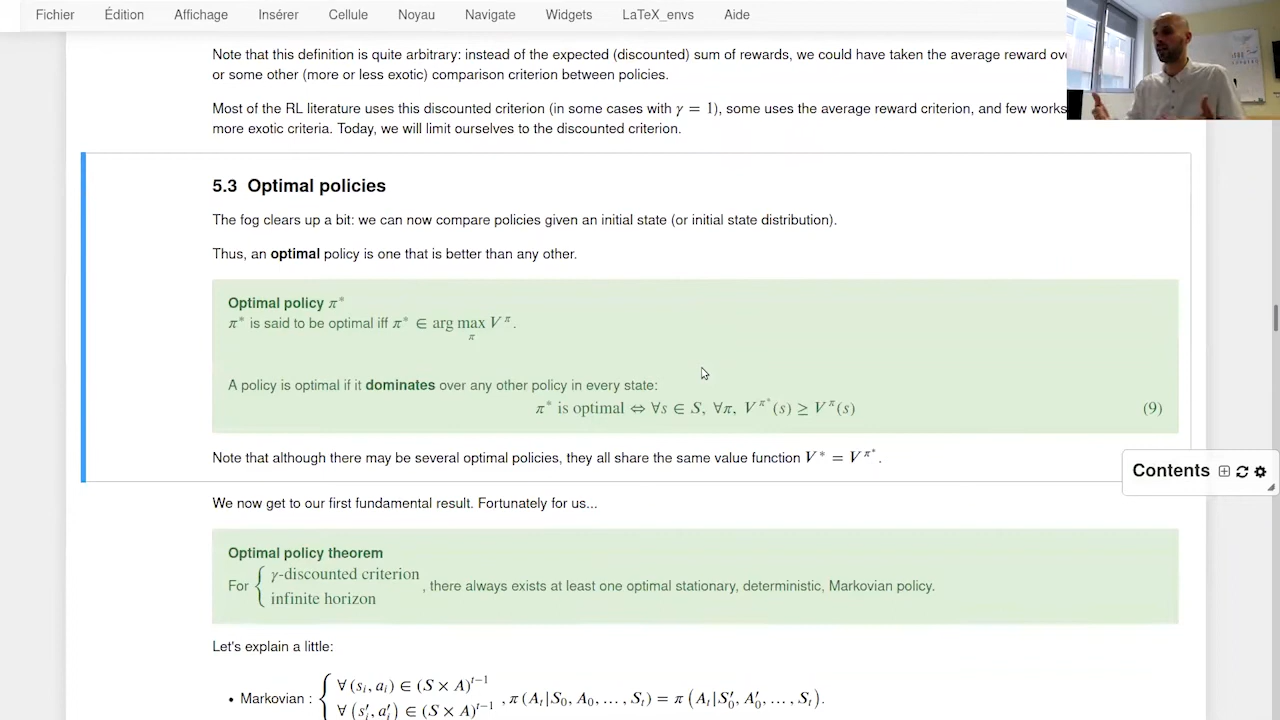 Fichier Édition Affichage Insérer Cellule Noyau Navigate Widgets LaTeX_envs Aide
Note that this definition is quite arbitrary: instead of the expected (discounted) sum of rewards, we could have taken the average reward
or some other (more or less exotic) comparison criterion between policies.
Most of the RL literature uses this discounted criterion (in some cases with γ = 1), some uses the average reward criterion, and few works
more exotic criteria. Today, we will limit ourselves to the discounted criterion.
5.3 Optimal policies
The fog clears up a bit: we can now compare policies given an initial state (or initial state distribution).
Thus, an optimal policy is one that is better than any other.
Optimal policy π*
π* is said to be optimal iff π* ∈ arg max V^π.
π
A policy is optimal if it dominates over any other policy in every state:
π* is optimal ⇔ ∀s ∈ S, ∀π, V^π*(s) ≥ V^π(s) (9)
Note that although there may be several optimal policies, they all share the same value function V* = V^π*.
Contents
We now get to our first fundamental result. Fortunately for us...
Optimal policy theorem
For { γ-discounted criterion
infinite horizon
, there always exists at least one optimal stationary, deterministic, Markovian policy.
Let's explain a little:
• Markovian : { ∀(s_i, a_i) ∈ (S × A)^t−1
∀(s′_i, a′_i) ∈ (S × A)^t−1
, π(A_t|S_0, A_0, …, S_t) = π(A_t|S′_0, A′_0, …, S_t).